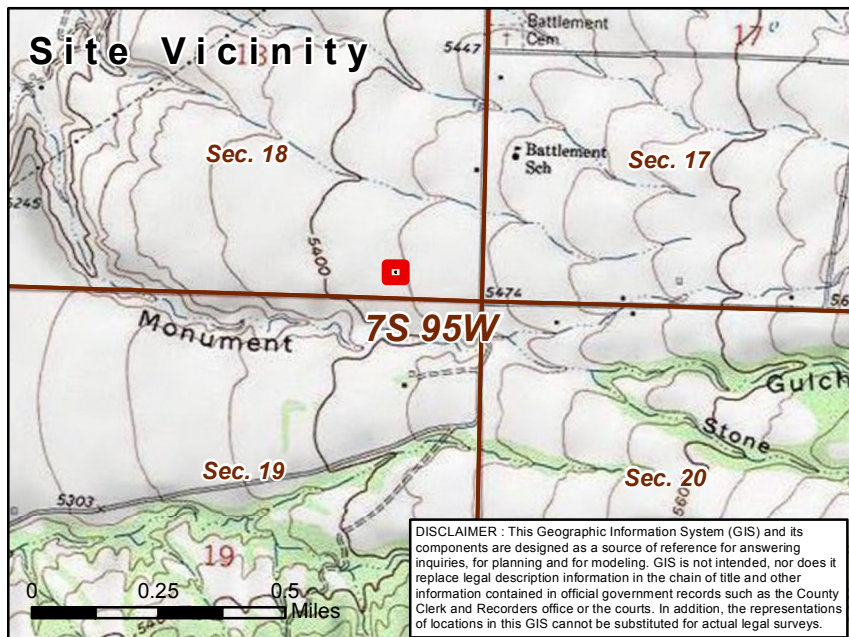 Site Vicinity
18
5447
Battlement
Cem
17
Sec. 18
Battlement
Sch
Sec. 17
5245
5400
5474
Monument
7S 95W
Gulch
Stone
Sec. 19
Sec. 20
5303
5600
19
0 0.25 0.5
Miles
DISCLAIMER : This Geographic Information System (GIS) and its
components are designed as a source of reference for answering
inquiries, for planning and for modeling. GIS is not intended, nor does it
replace legal description information in the chain of title and other
information contained in official government records such as the County
Clerk and Recorders office or the courts. In addition, the representations
of locations in this GIS cannot be substituted for actual legal surveys.